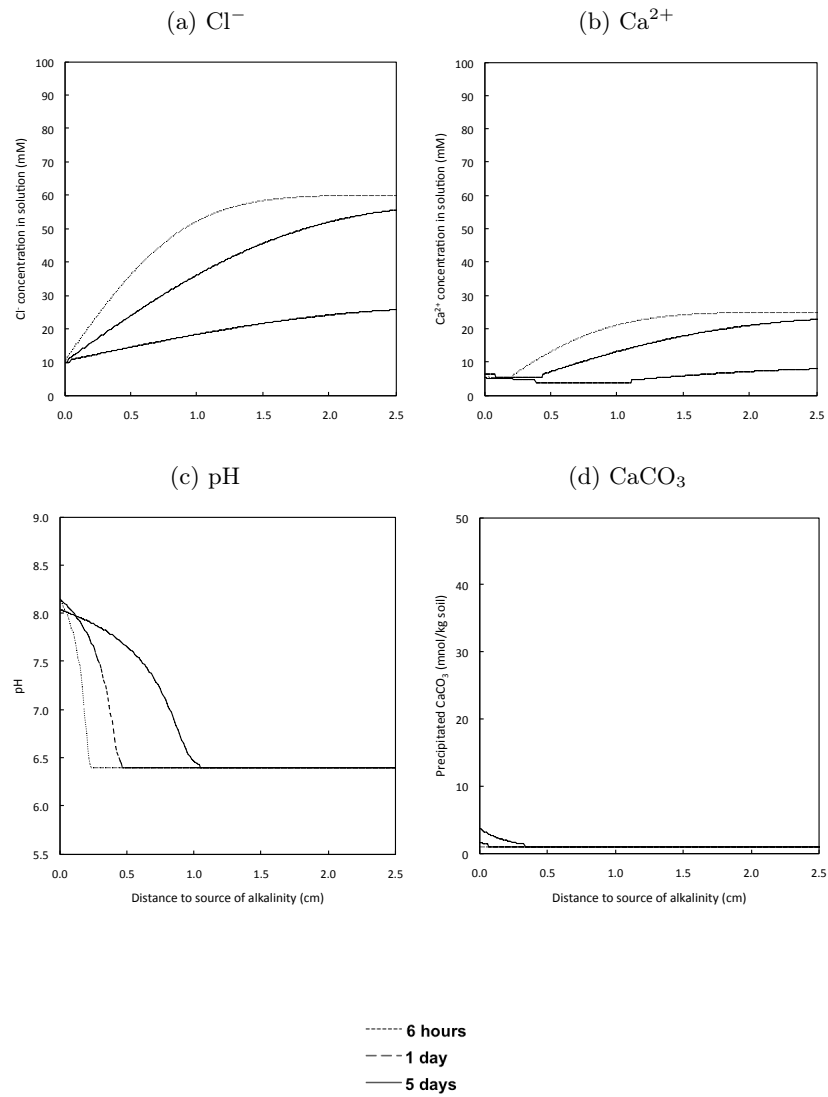 (a) Cl⁻
(b) Ca²⁺
Cl⁻ concentration in solution (mM)
100
90
80
70
60
50
40
30
20
10
0
0.0 0.5 1.0 1.5 2.0 2.5
Ca²⁺ concentration in solution (mM)
100
90
80
70
60
50
40
30
20
10
0
0.0 0.5 1.0 1.5 2.0 2.5
(c) pH
(d) CaCO₃
pH
9.0
8.5
8.0
7.5
7.0
6.5
6.0
5.5
0.0 0.5 1.0 1.5 2.0 2.5
Distance to source of alkalinity (cm)
Precipitated CaCO₃ (mnol/kg soil)
50
40
30
20
10
0
0.0 0.5 1.0 1.5 2.0 2.5
Distance to source of alkalinity (cm)
6 hours
1 day
5 days